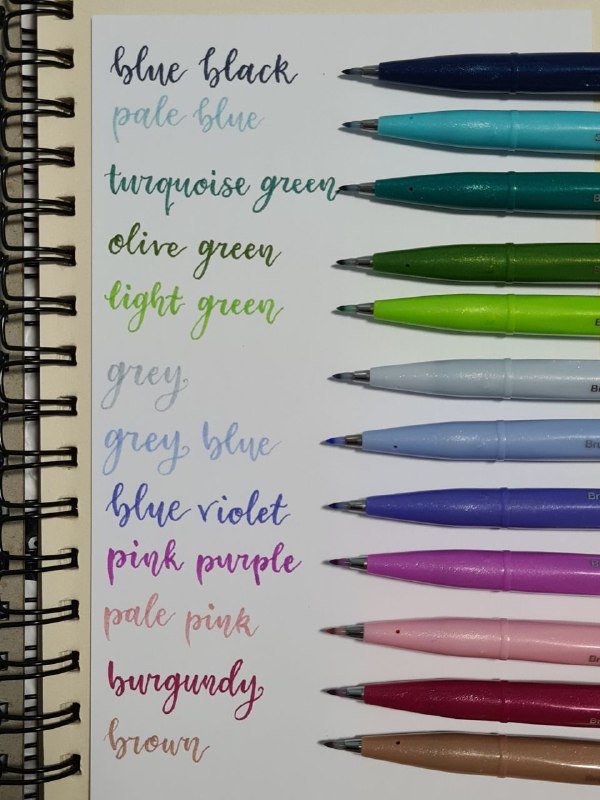 blue black
pale blue
turquoise green
olive green
light green
grey
grey blue
blue violet
pink purple
pale pink
burgundy
brown